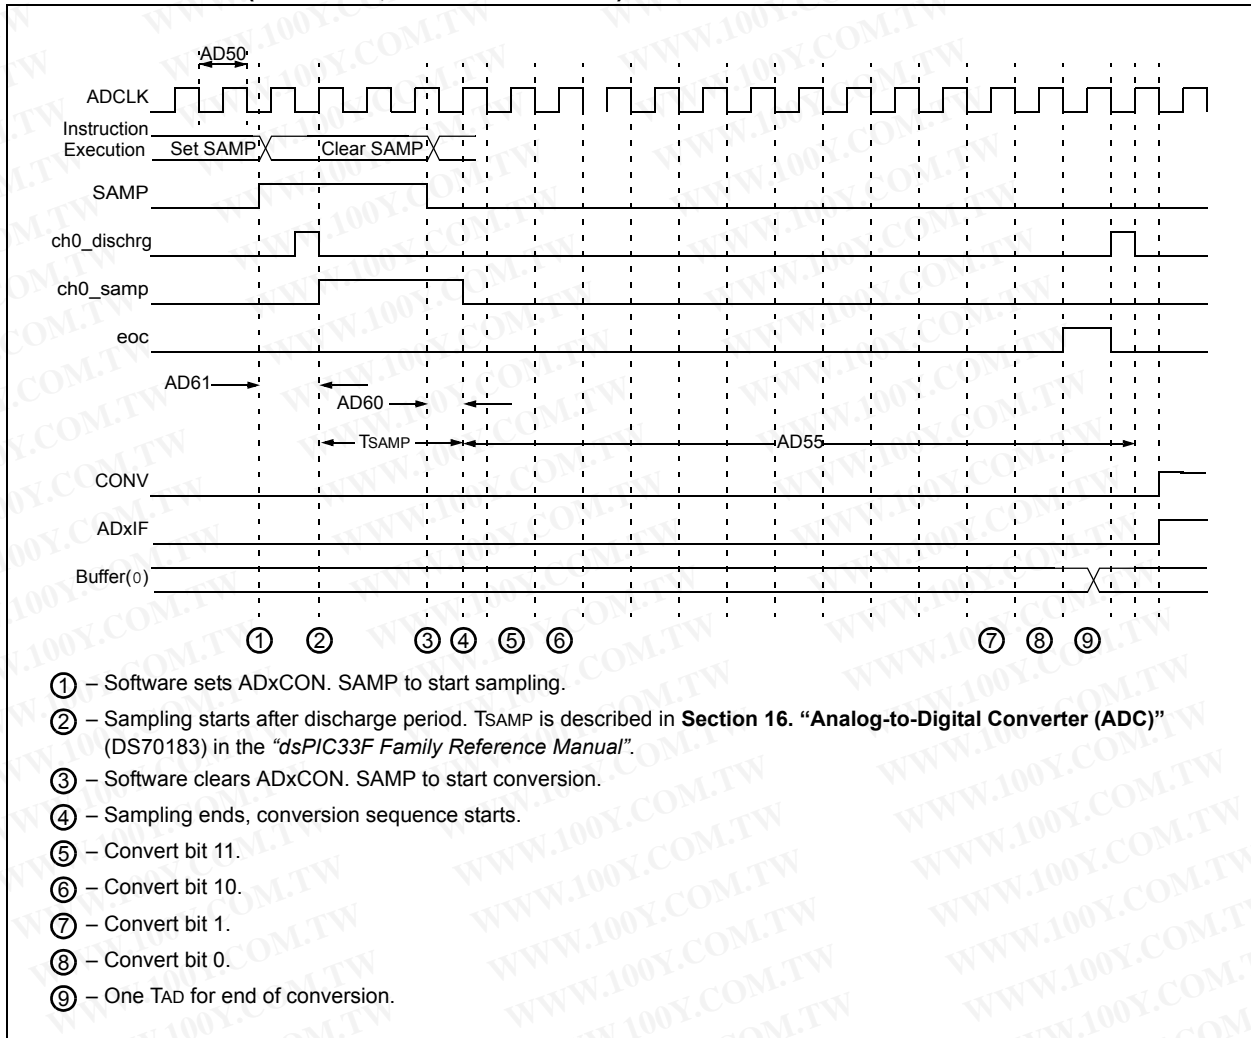 AD50
ADCLK
Instruction
Execution
Set SAMP
Clear SAMP
SAMP
ch0_dischrg
ch0_samp
eoc
AD61
AD60
TSAMP
AD55
CONV
ADxIF
Buffer(0)
1 2 3 4 5 6 7 8 9
1 – Software sets ADxCON. SAMP to start sampling.
2 – Sampling starts after discharge period. TSAMP is described in Section 16. “Analog-to-Digital Converter (ADC)”
(DS70183) in the “dsPIC33F Family Reference Manual”.
3 – Software clears ADxCON. SAMP to start conversion.
4 – Sampling ends, conversion sequence starts.
5 – Convert bit 11.
6 – Convert bit 10.
7 – Convert bit 1.
8 – Convert bit 0.
9 – One TAD for end of conversion.
WWW.100Y.COM.TW